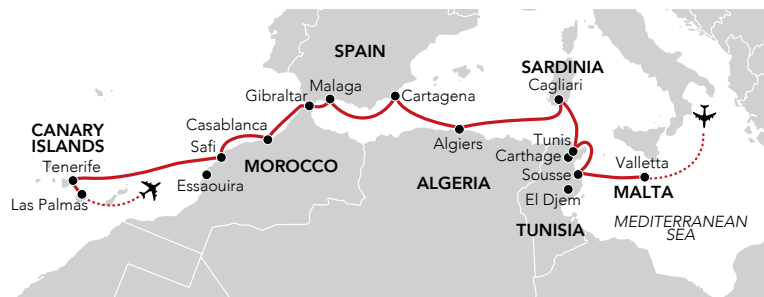 SPAIN
SARDINIA
Cagliari
Gibraltar
Malaga
Cartagena
Casablanca
CANARY
ISLANDS
Safi
Tenerife
MOROCCO
Essaouira
Las Palmas
Algiers
ALGERIA
Tunis
Carthage
Sousse
El Djem
TUNISIA
Valletta
MALTA
MEDITERRANEAN
SEA